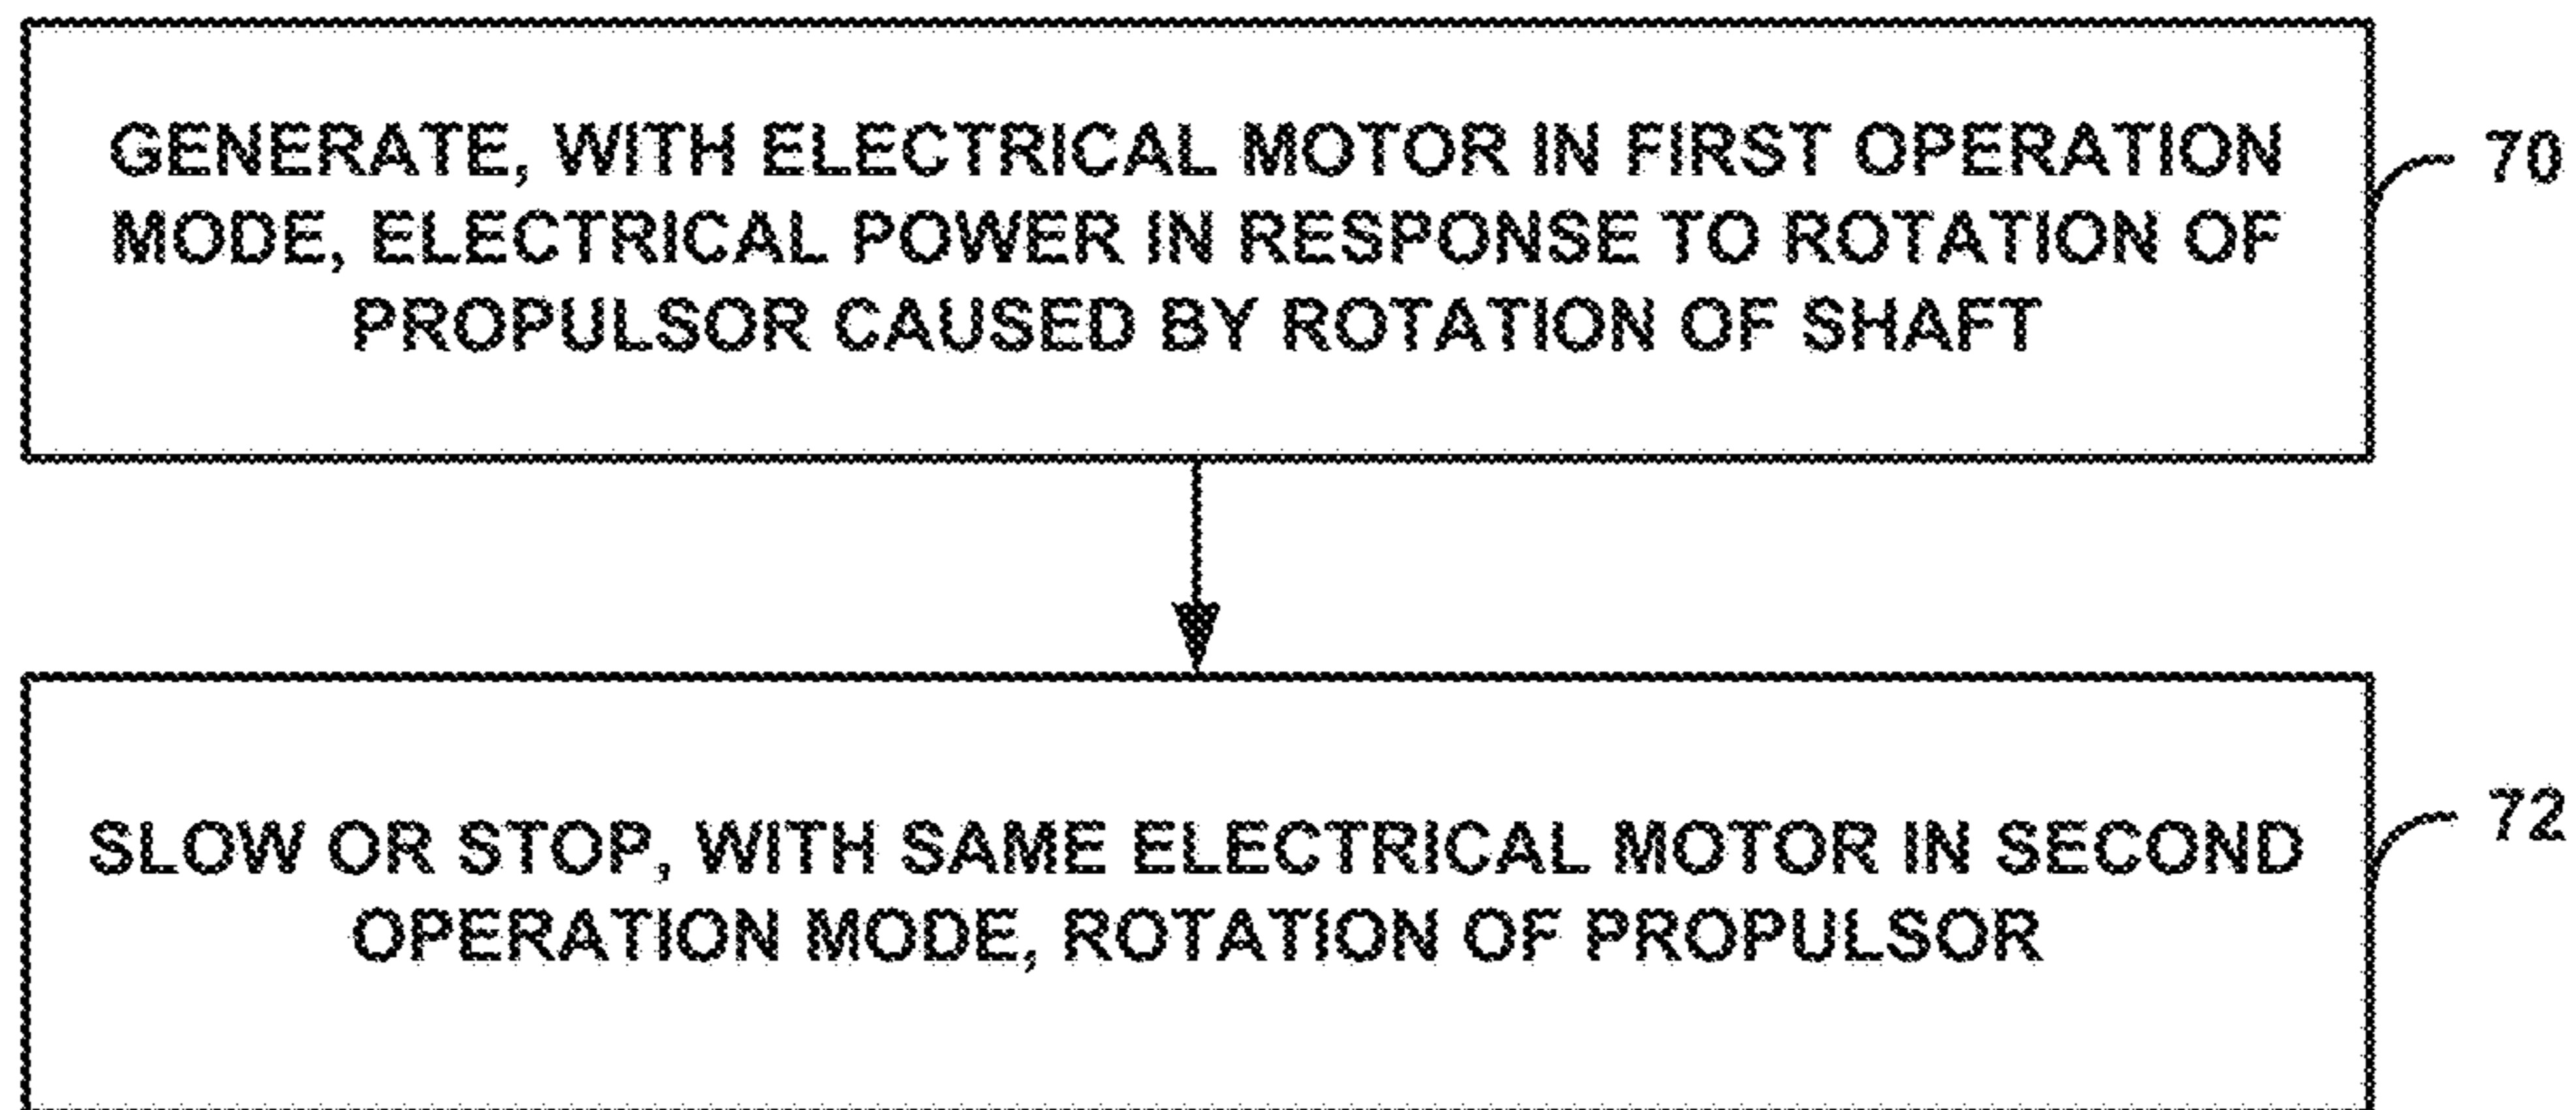 GENERATE, WITH ELECTRICAL MOTOR IN FIRST OPERATION
MODE, ELECTRICAL POWER IN RESPONSE TO ROTATION OF
PROPULSOR CAUSED BY ROTATION OF SHAFT
70
SLOW OR STOP, WITH SAME ELECTRICAL MOTOR IN SECOND
OPERATION MODE, ROTATION OF PROPULSOR
72